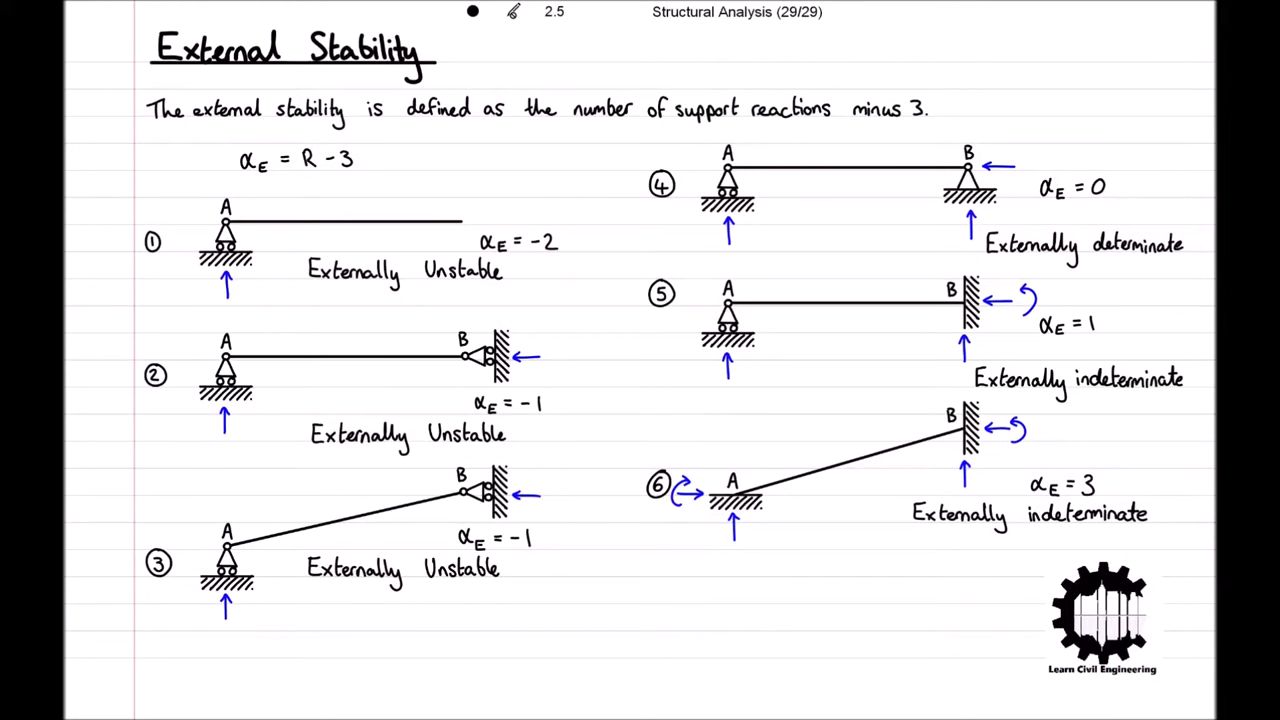 2.5 Structural Analysis (29/29)
External Stability
The external stability is defined as the number of support reactions minus 3.
αE = R - 3
① A
αE = -2
Externally Unstable
② A B
αE = -1
Externally Unstable
③ A B
αE = -1
Externally Unstable
④ A B
αE = 0
Externally determinate
⑤ A B
αE = 1
Externally indeterminate
⑥ A B
αE = 3
Externally indeterminate
Learn Civil Engineering